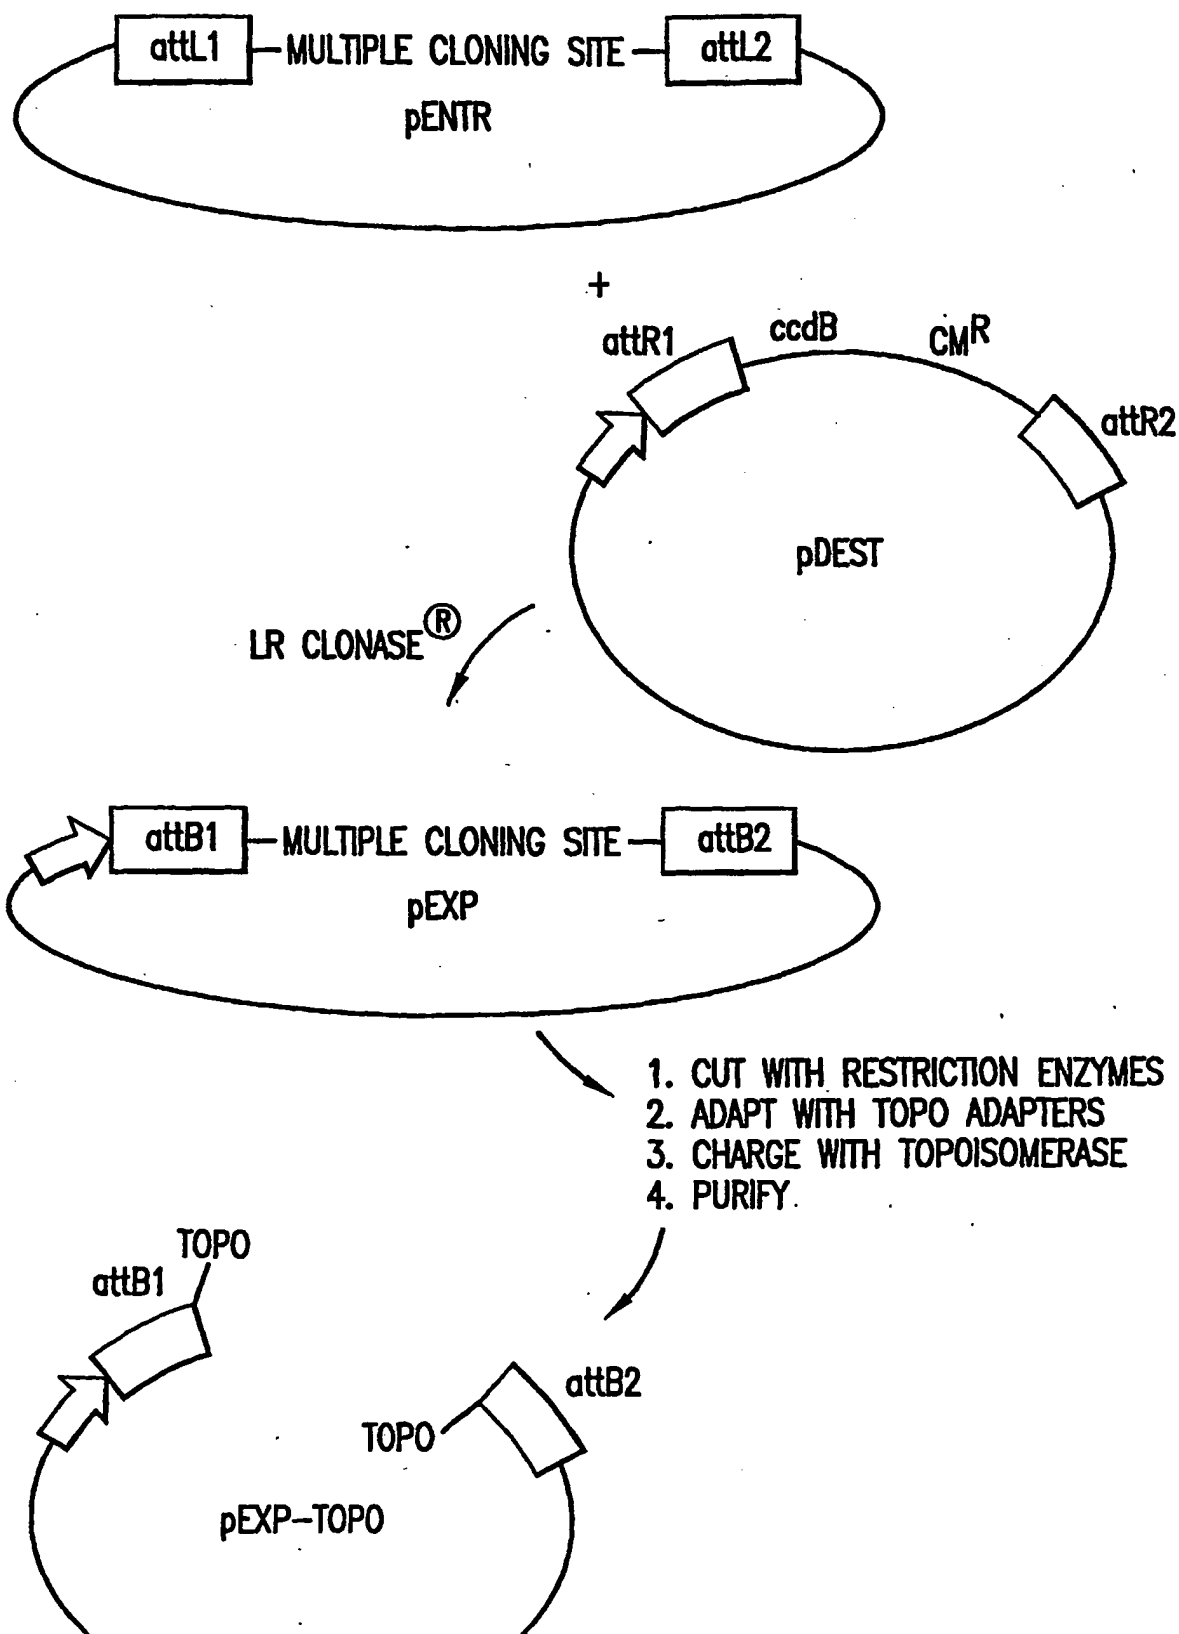 attL1 MULTIPLE CLONING SITE attL2
pENTR
+
attR1 ccdB CMR
attR2
pDEST
LR CLONASE®
attB1 MULTIPLE CLONING SITE attB2
pEXP
1. CUT WITH RESTRICTION ENZYMES
2. ADAPT WITH TOPO ADAPTERS
3. CHARGE WITH TOPOISOMERASE
4. PURIFY
TOPO
attB1
attB2
TOPO
pEXP-TOPO